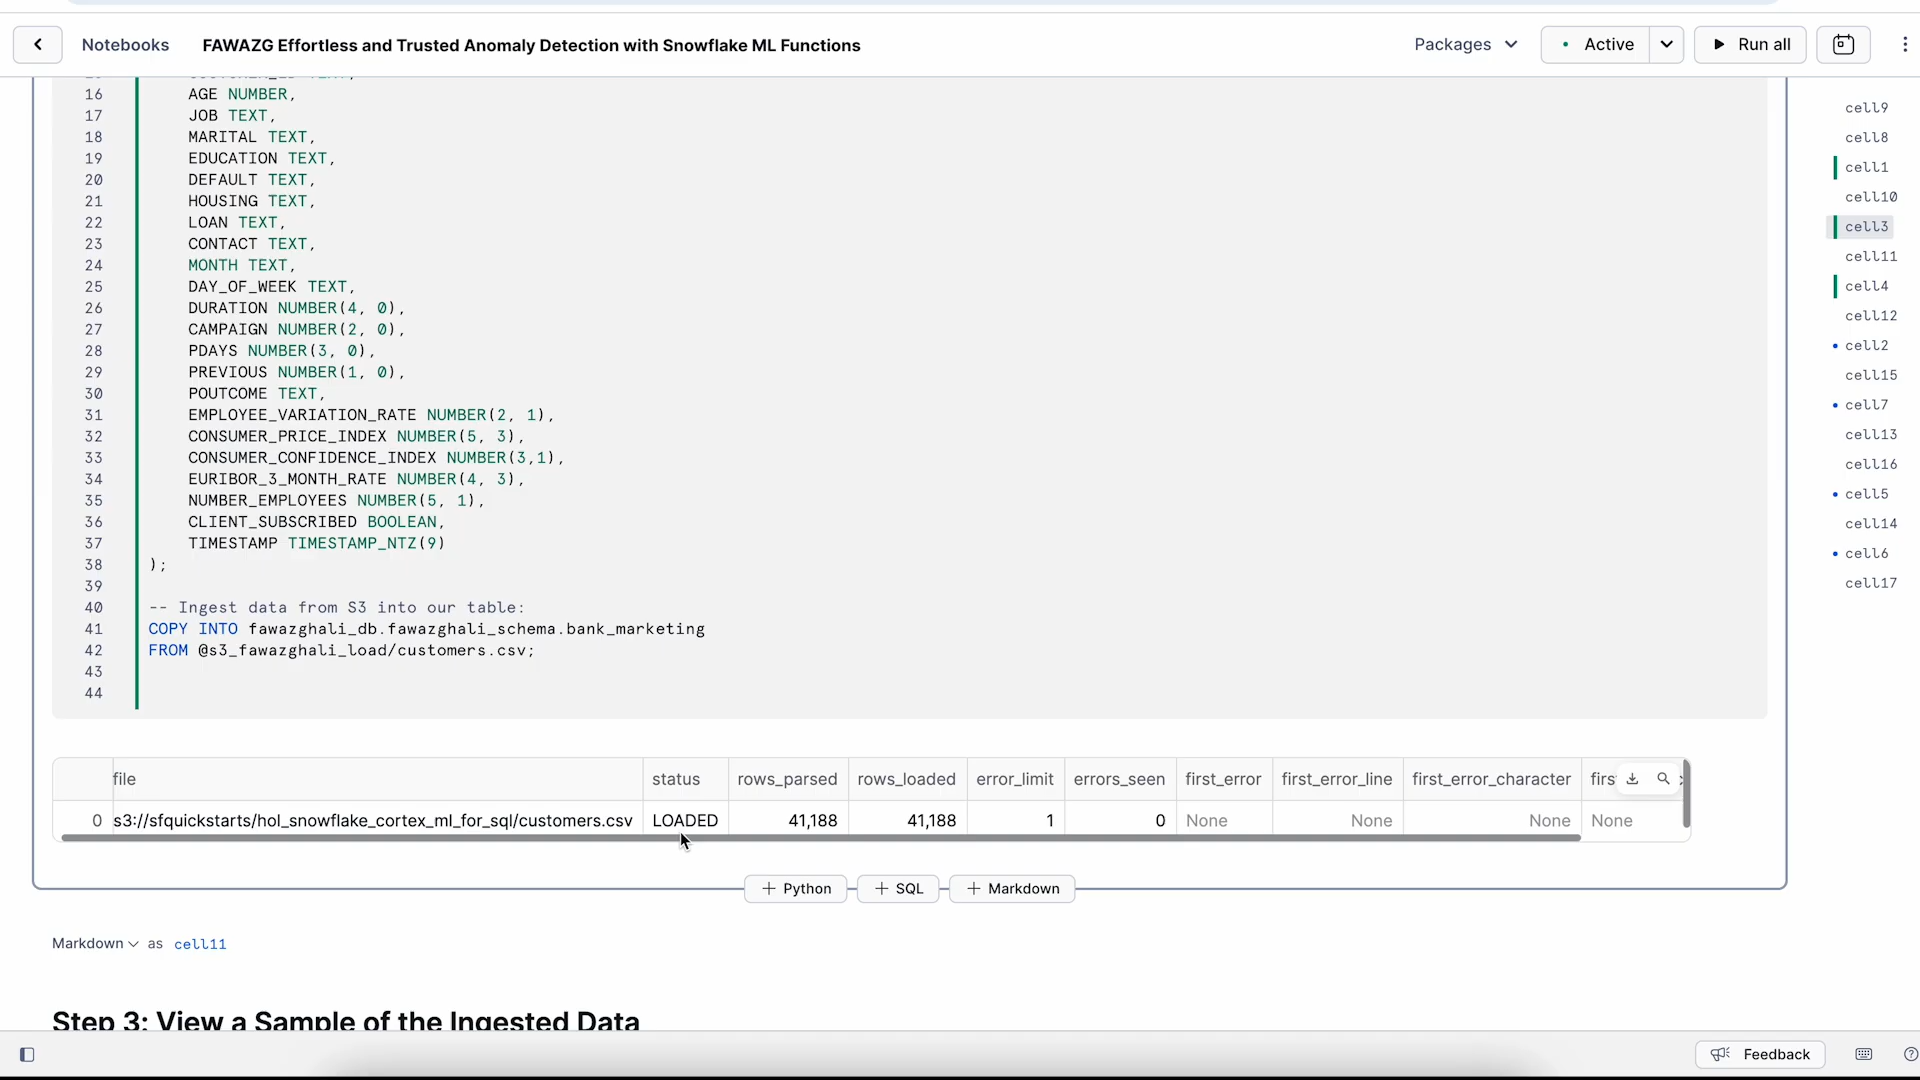 Notebooks
FAWAZG Effortless and Trusted Anomaly Detection with Snowflake ML Functions
Packages
Active
Run all
16 AGE NUMBER,
17 JOB TEXT,
18 MARITAL TEXT,
19 EDUCATION TEXT,
20 DEFAULT TEXT,
21 HOUSING TEXT,
22 LOAN TEXT,
23 CONTACT TEXT,
24 MONTH TEXT,
25 DAY_OF_WEEK TEXT,
26 DURATION NUMBER(4, 0),
27 CAMPAIGN NUMBER(2, 0),
28 PDAYS NUMBER(3, 0),
29 PREVIOUS NUMBER(1, 0),
30 POUTCOME TEXT,
31 EMPLOYEE_VARIATION_RATE NUMBER(2, 1),
32 CONSUMER_PRICE_INDEX NUMBER(5, 3),
33 CONSUMER_CONFIDENCE_INDEX NUMBER(3,1),
34 EURIBOR_3_MONTH_RATE NUMBER(4, 3),
35 NUMBER_EMPLOYEES NUMBER(5, 1),
36 CLIENT_SUBSCRIBED BOOLEAN,
37 TIMESTAMP TIMESTAMP_NTZ(9)
38 );
39
40 -- Ingest data from S3 into our table:
41 COPY INTO fawazghali_db.fawazghali_schema.bank_marketing
42 FROM @s3_fawazghali_load/customers.csv;
43
44
file status rows_parsed rows_loaded error_limit errors_seen first_error first_error_line first_error_character firs
0 s3://sfquickstarts/hol_snowflake_cortex_ml_for_sql/customers.csv LOADED 41,188 41,188 1 0 None None None None
+ Python + SQL + Markdown
Markdown as cell11
Step 3: View a Sample of the Ingested Data
cell9
cell8
cell1
cell10
cell3
cell11
cell4
cell12
cell2
cell15
cell7
cell13
cell16
cell5
cell14
cell6
cell17
Feedback